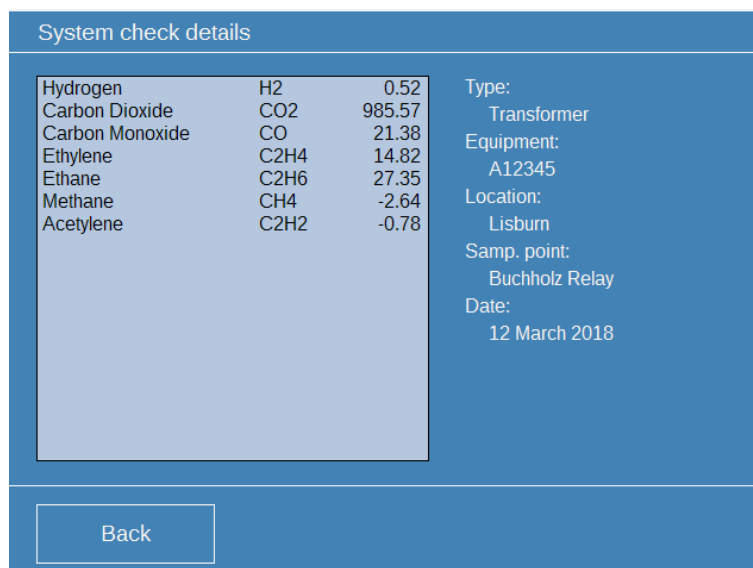 System check details
Hydrogen H2 0.52
Carbon Dioxide CO2 985.57
Carbon Monoxide CO 21.38
Ethylene C2H4 14.82
Ethane C2H6 27.35
Methane CH4 -2.64
Acetylene C2H2 -0.78
Type:
Transformer
Equipment:
A12345
Location:
Lisburn
Samp. point:
Buchholz Relay
Date:
12 March 2018
Back